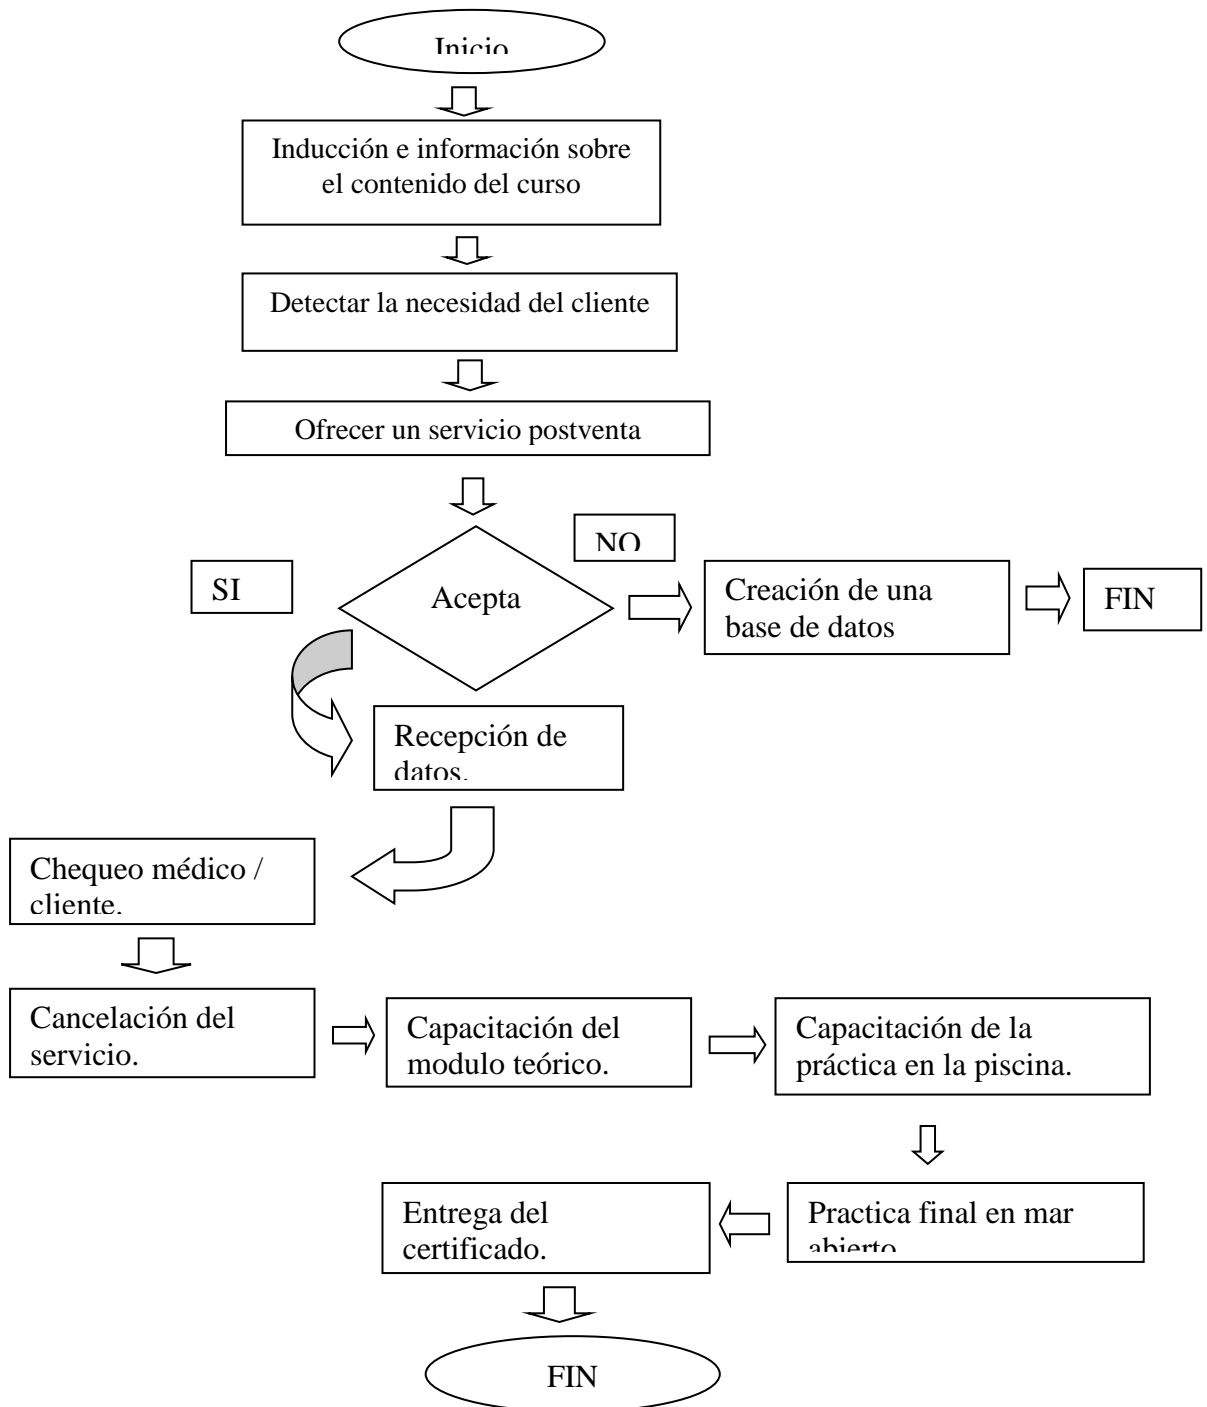 Inicio
Inducción e información sobre
el contenido del curso
Detectar la necesidad del cliente
Ofrecer un servicio postventa
NO
SI
Acepta
Creación de una
base de datos
FIN
Recepción de
datos.
Chequeo médico /
cliente.
Cancelación del
servicio.
Capacitación del
modulo teórico.
Capacitación de la
práctica en la piscina.
Practica final en mar
abierto
Entrega del
certificado.
FIN